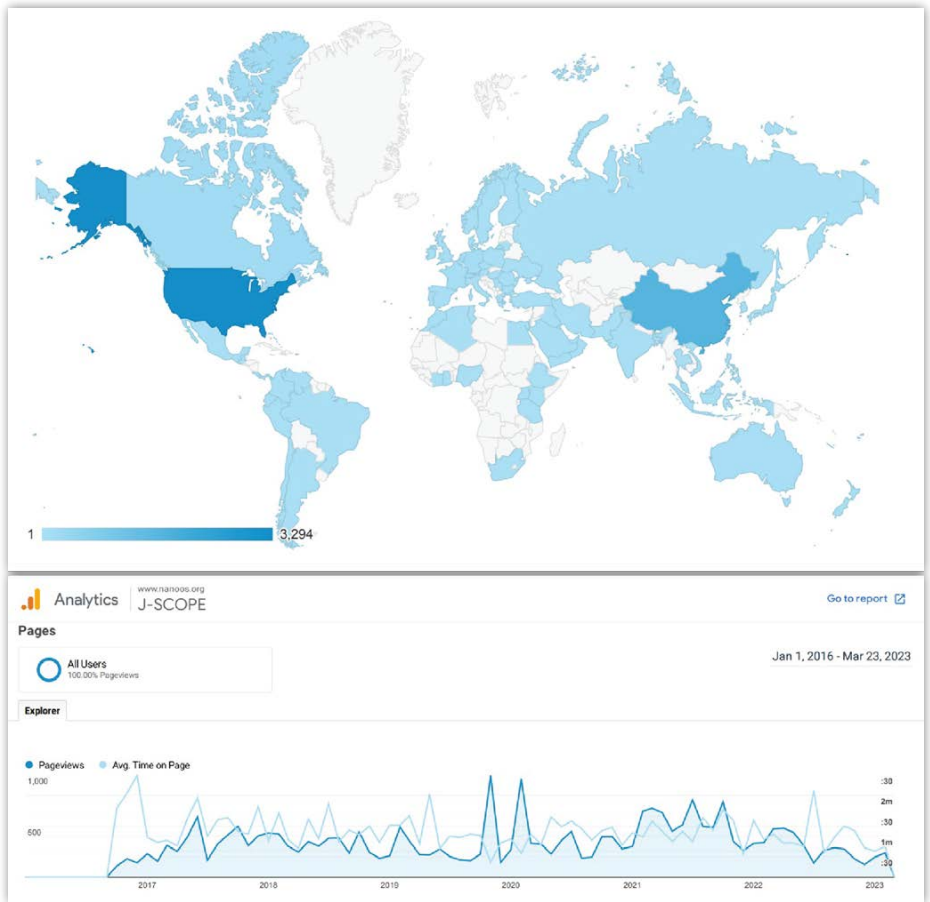 1 3,294
www.nanoos.org
Analytics J-SCOPE Go to report
Pages
Jan 1, 2016 - Mar 23, 2023
All Users
100.00% Pageviews
Explorer
Pageviews Avg. Time on Page
1,000 :30
2m
500 :30
1m
:30
2017 2018 2019 2020 2021 2022 2023